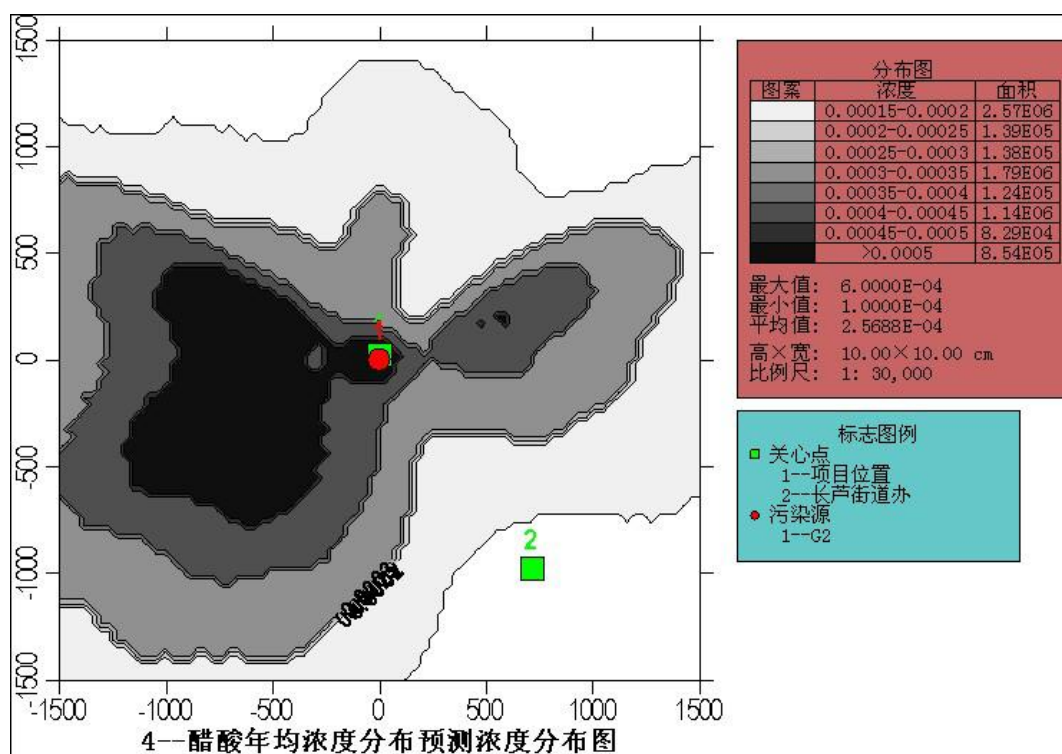 1500
1000
500
0
-500
-1000
-1500
-1500
-1000
-500
0
500
1000
1500
1
2
4--醋酸年均浓度分布预测浓度分布图
分布图
图案 浓度 面积
0.00015-0.0002 2.57E06
0.0002-0.00025 1.39E05
0.00025-0.0003 1.38E05
0.0003-0.00035 1.79E06
0.00035-0.0004 1.24E05
0.0004-0.00045 1.14E06
0.00045-0.0005 8.29E04
>0.0005 8.54E05
最大值: 6.0000E-04
最小值: 1.0000E-04
平均值: 2.5688E-04
高×宽: 10.00×10.00 cm
比例尺: 1: 30,000
标志图例
关心点
1--项目位置
2--长芦街道办
污染源
1--G2